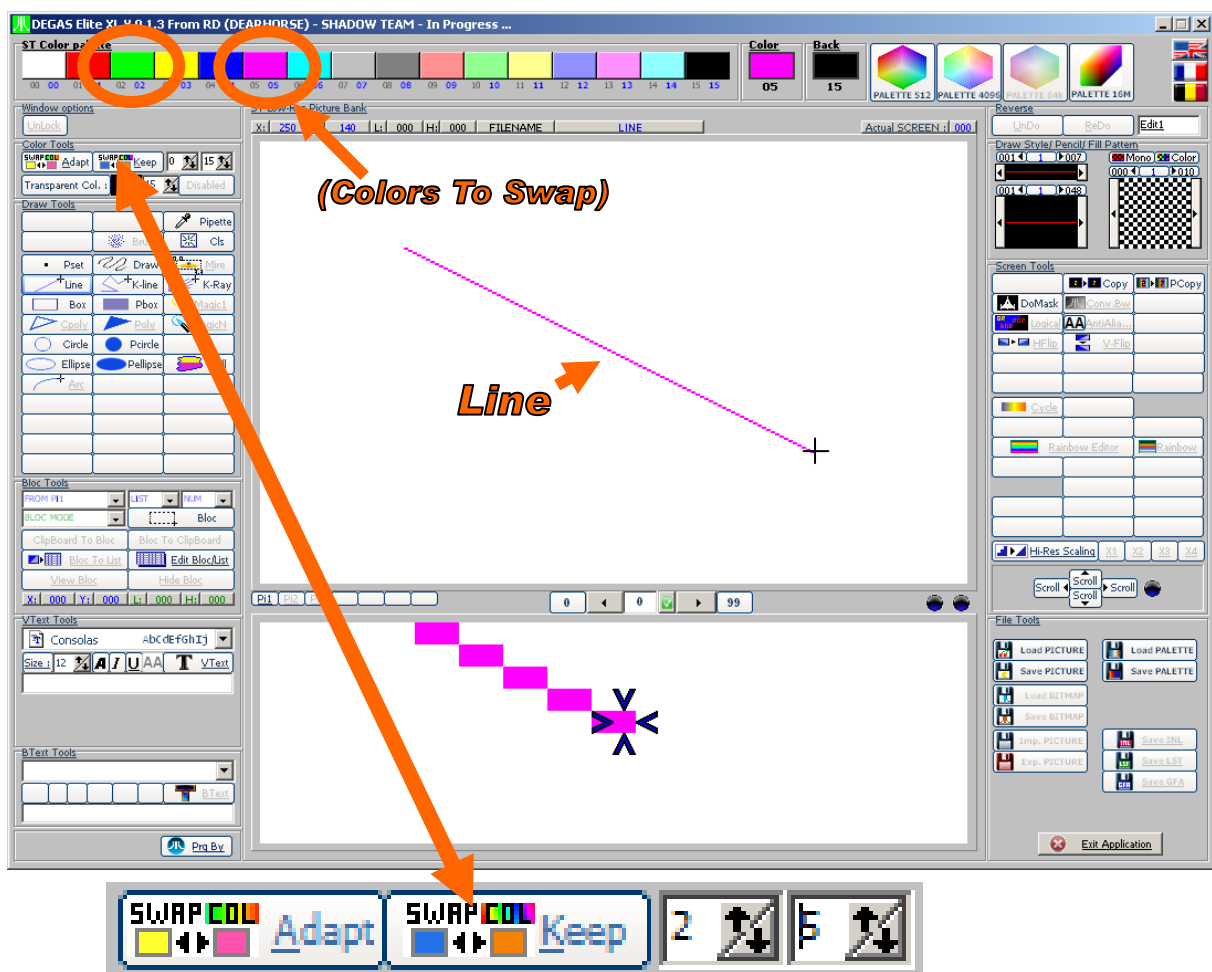 DEGAS Elite XL V 0.1.3 From RD (DEARHORSE) - SHADOW TEAM - In Progress ...
ST Color palette
Color
Back
00 00 01 02 02 03 04 05 05 06 06 07 07 08 08 09 09 10 10 11 11 12 12 13 13 14 14 15 15
05
15
PALETTE 512
PALETTE 4096
PALETTE 64k
PALETTE 16M
Window options
UnLock
Color Tools
SWAP COL Adapt
SWAP COL Keep
0
15
Transparent Col. :
15
Disabled
Draw Tools
Pipette
Cls
Pset
Draw
Mire
Line
K-line
K-Ray
Box
Pbox
Magic1
Cpoly
Poly
Circle
Pcircle
Ellipse
Pellipse
Arc
Bloc Tools
FROM PI1
LIST
NUM
BLOC MODE
Bloc
ClipBoard To Bloc
Bloc To ClipBoard
Bloc To List
Edit Bloc/List
View Bloc
Hide Bloc
X: 000 Y: 000 L: 000 H: 000
VText Tools
Consolas AbCdEfGhIj
Size : 12
A I U AA
T VText
BText Tools
BText
Prg By
ST Low-Res Picture Bank
X: 250 140 L: 000 H: 000 FILENAME LINE
Actual SCREEN : 000
(Colors To Swap)
Line
Pi1 Pi2
0 0 99
Reverse
UnDo
ReDo
Edit1
Draw Style/ Pencil/ Fill Pattern
001 1 007
Mono
Color
000 1 010
001 1 048
Screen Tools
Copy
PCopy
DoMask
Conv.Bw
Logical
AA AntiAlia...
HFlip
V-Flip
Cycle
Rainbow Editor
Rainbow
Hi-Res Scaling
X1 X2 X3 X4
Scroll
Scroll Scroll
Scroll
File Tools
Load PICTURE
Load PALETTE
Save PICTURE
Save PALETTE
Load BITMAP
Save BITMAP
Imp. PICTURE
Save INL
Exp. PICTURE
Save LST
Save GFA
Exit Application
SWAP COL Adapt
SWAP COL Keep
2
5